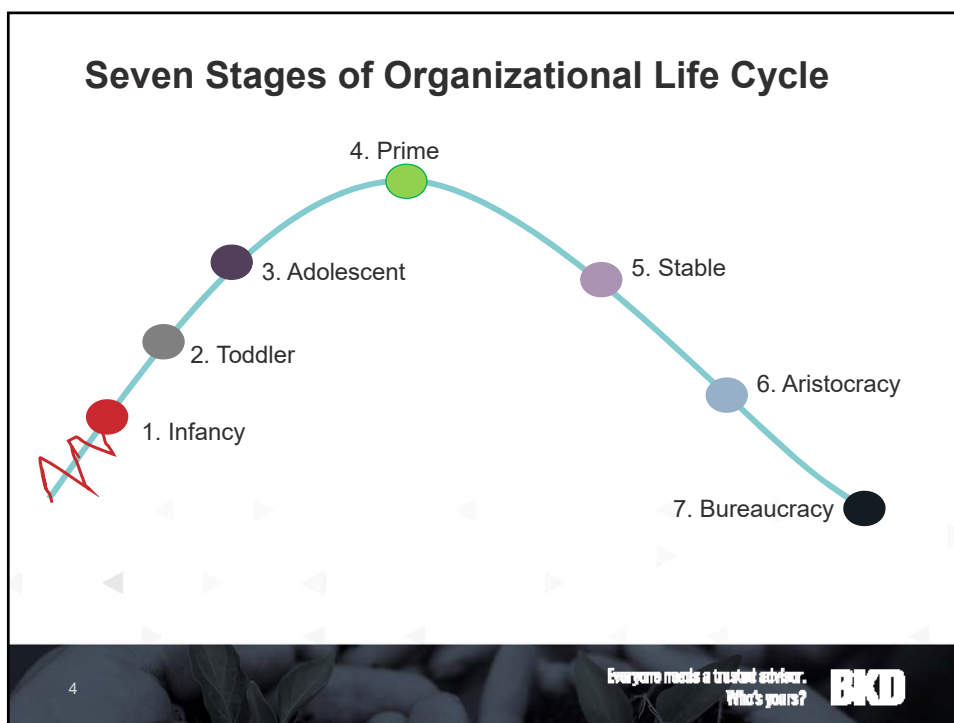 Seven Stages of Organizational Life Cycle
4. Prime
3. Adolescent
5. Stable
2. Toddler
6. Aristocracy
1. Infancy
7. Bureaucracy
4
Everyone needs a trusted advisor.
Who's yours?
BKD